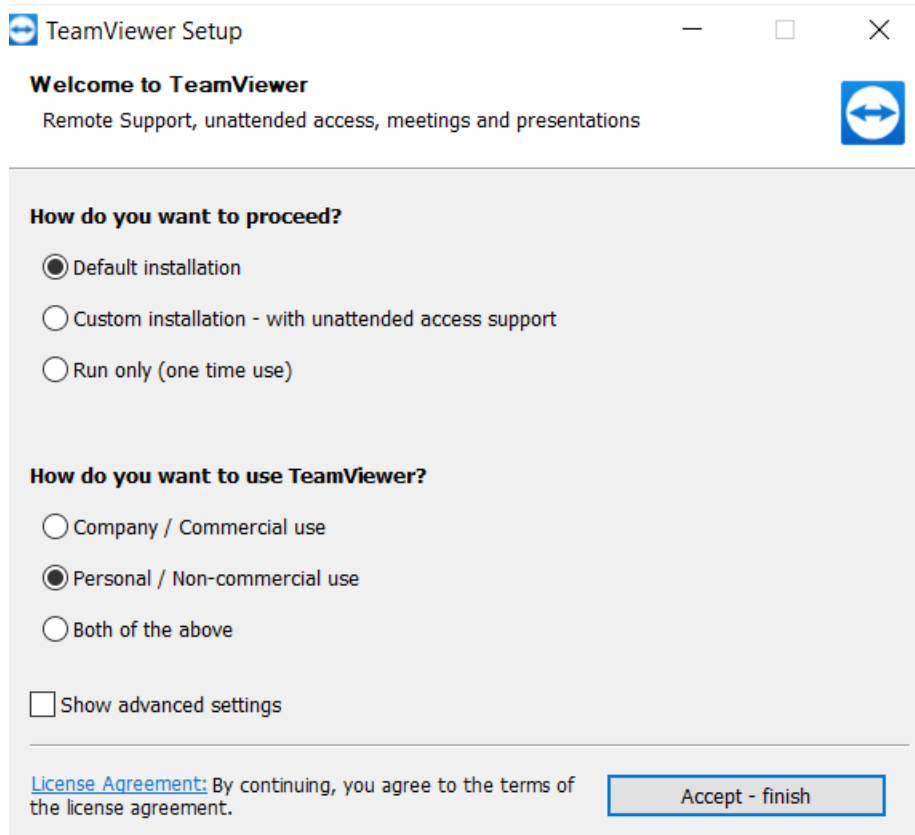 TeamViewer Setup
Welcome to TeamViewer
Remote Support, unattended access, meetings and presentations
How do you want to proceed?
Default installation
Custom installation - with unattended access support
Run only (one time use)
How do you want to use TeamViewer?
Company / Commercial use
Personal / Non-commercial use
Both of the above
Show advanced settings
License Agreement: By continuing, you agree to the terms of
the license agreement.
Accept - finish